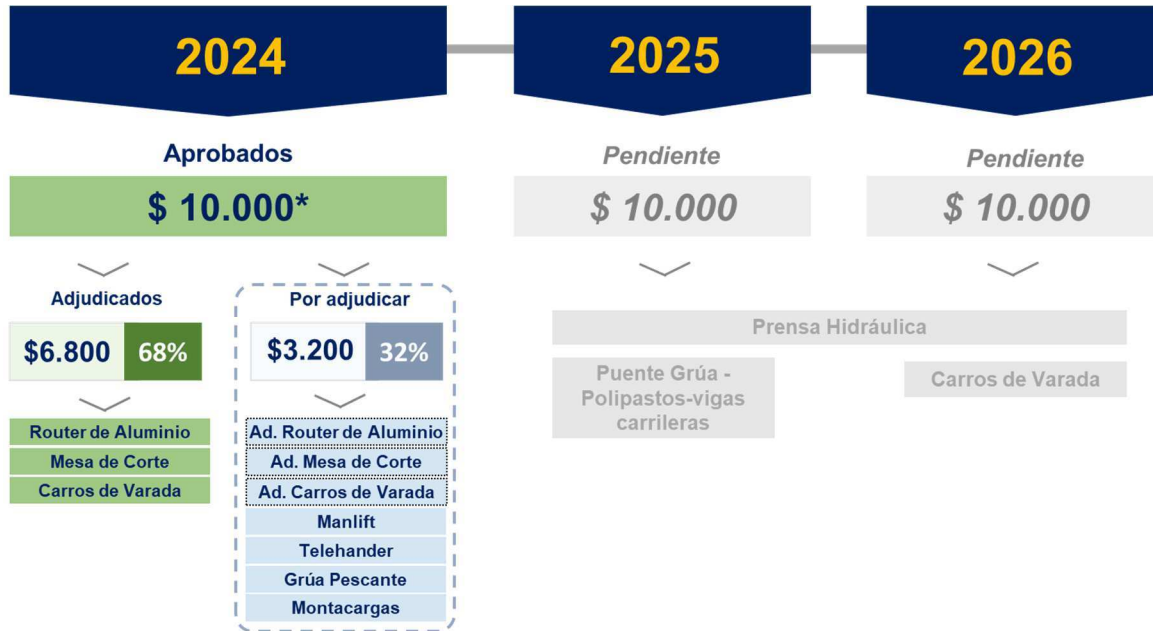 2024
2025
2026
Aprobados
Pendiente
Pendiente
$ 10.000*
$ 10.000
$ 10.000
Adjudicados
Por adjudicar
$6.800
68%
$3.200
32%
Router de Aluminio
Mesa de Corte
Carros de Varada
Ad. Router de Aluminio
Ad. Mesa de Corte
Ad. Carros de Varada
Manlift
Telehander
Grúa Pescante
Montacargas
Prensa Hidráulica
Puente Grúa -
Polipastos-vigas
carrileras
Carros de Varada